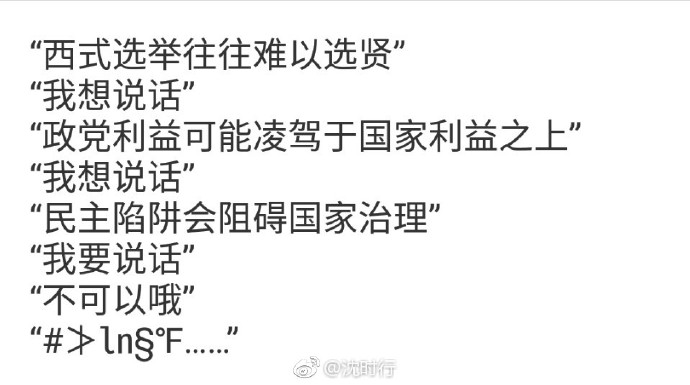 “西式选举往往难以选贤”
“我想说话”
“政党利益可能凌驾于国家利益之上”
“我想说话”
“民主陷阱会阻碍国家治理”
“我要说话”
“不可以哦”
“#≯ln§℉……”
@沈时行